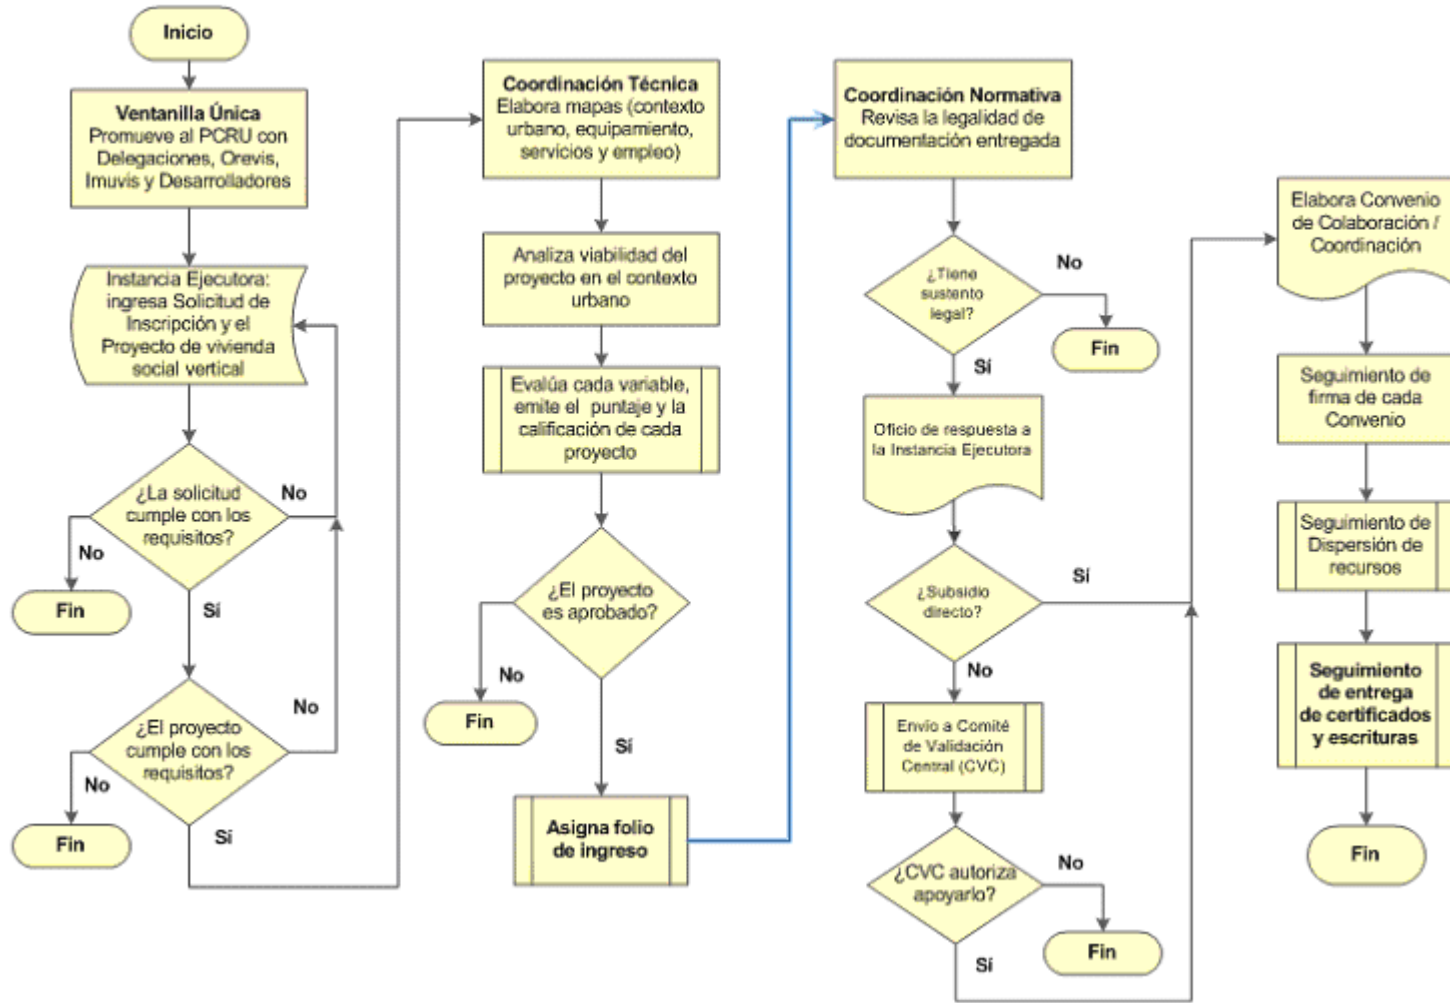 Inicio
Ventanilla Única
Promueve al PCRU con
Delegaciones, Orevis,
Imuvis y Desarrolladores
Instancia Ejecutora:
ingresa Solicitud de
Inscripción y el
Proyecto de vivienda
social vertical
¿La solicitud
cumple con los
requisitos?
No
No
Fin
Sí
¿El proyecto
cumple con los
requisitos?
No
No
Fin
Sí
Coordinación Técnica
Elabora mapas (contexto
urbano, equipamiento,
servicios y empleo)
Analiza viabilidad del
proyecto en el contexto
urbano
Evalúa cada variable,
emite el puntaje y la
calificación de cada
proyecto
¿El proyecto
es aprobado?
No
Fin
Sí
Asigna folio
de ingreso
Coordinación Normativa
Revisa la legalidad de
documentación entregada
¿Tiene
sustento
legal?
No
Fin
Sí
Oficio de respuesta a
la Instancia Ejecutora
¿Subsidio
directo?
Sí
No
Envío a Comité
de Validación
Central (CVC)
¿CVC autoriza
apoyarlo?
No
Fin
Sí
Elabora Convenio
de Colaboración /
Coordinación
Seguimiento de
firma de cada
Convenio
Seguimiento de
Dispersión de
recursos
Seguimiento
de entrega
de certificados
y escrituras
Fin